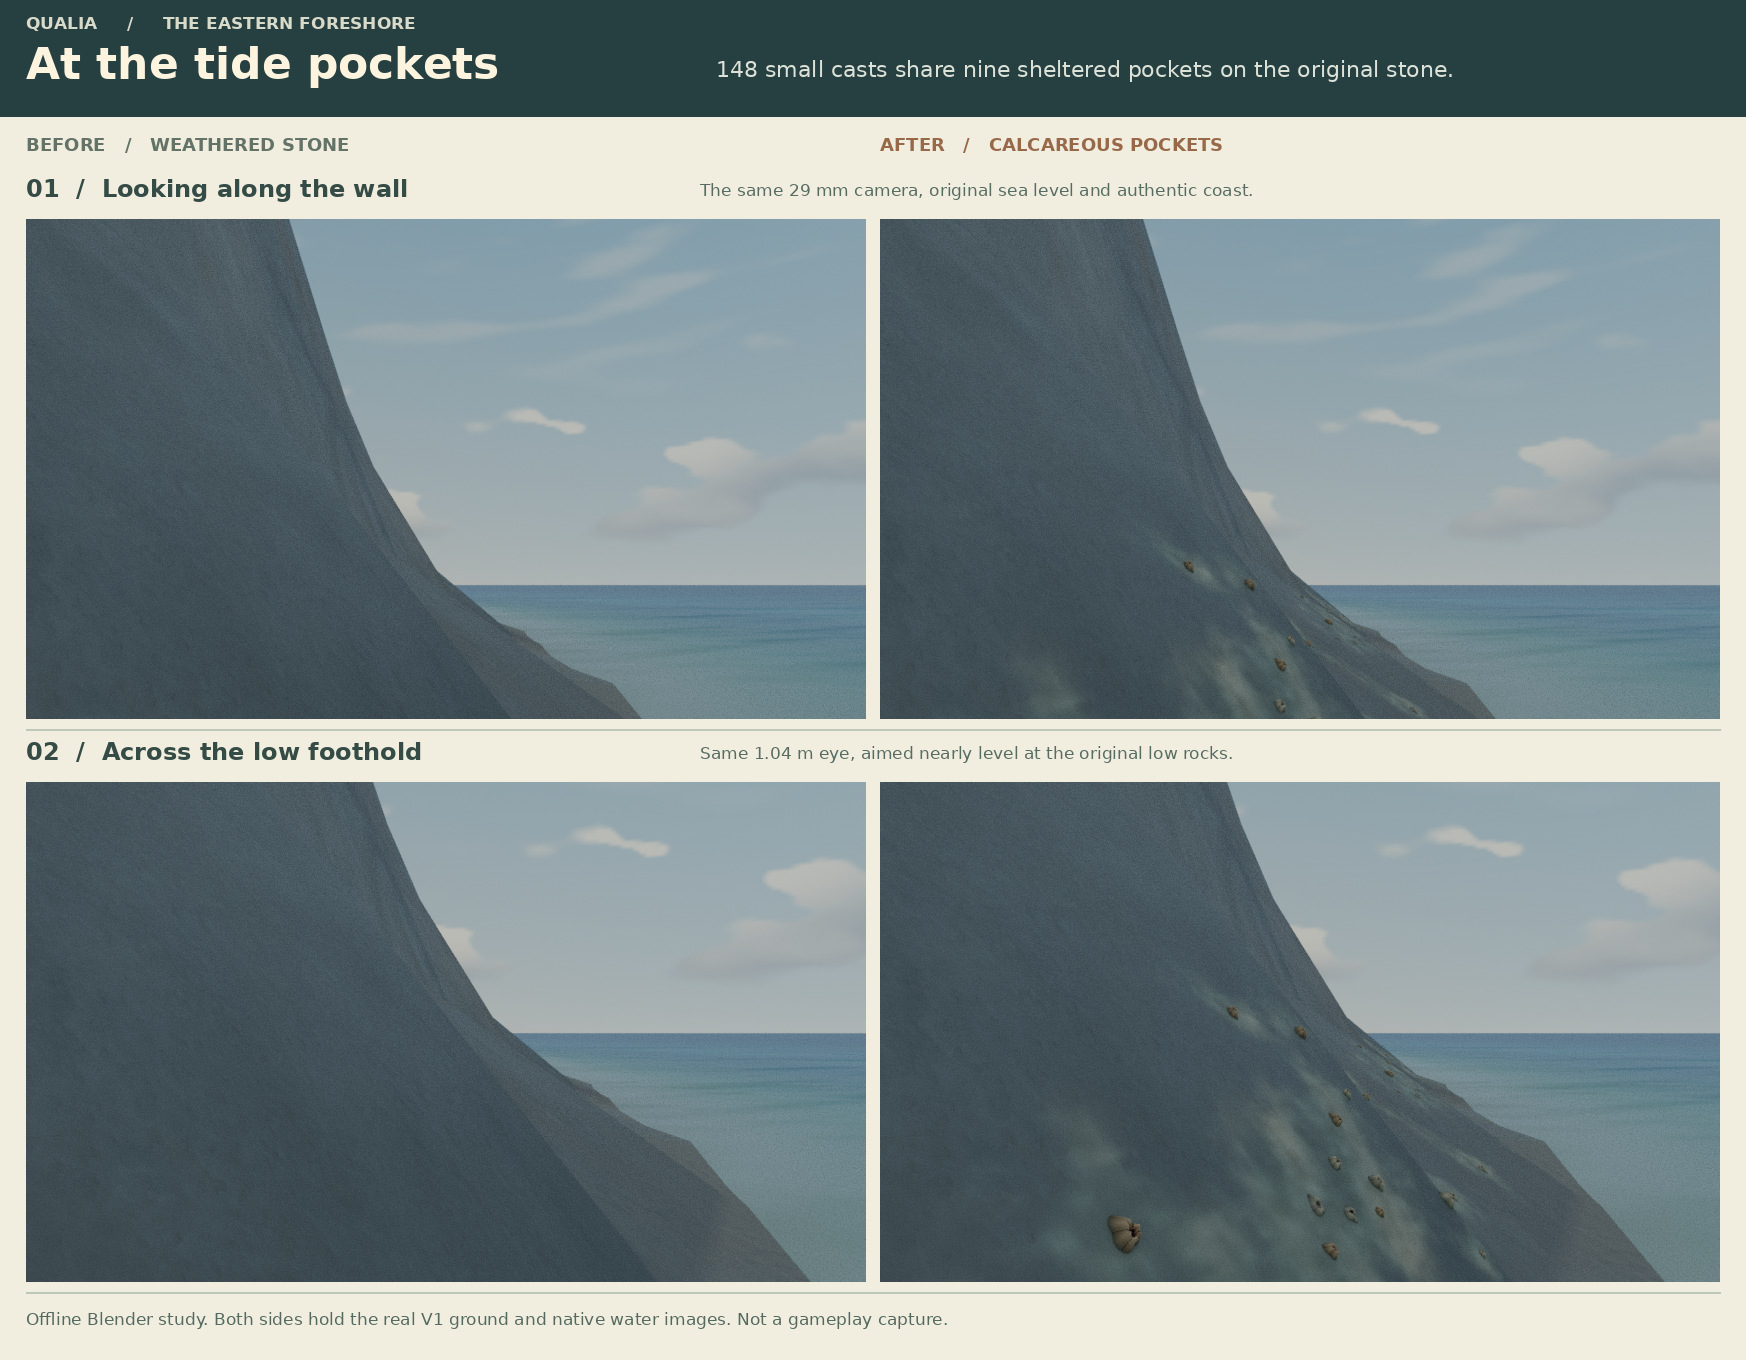 QUALIA / THE EASTERN FORESHORE
At the tide pockets
148 small casts share nine sheltered pockets on the original stone.
BEFORE / WEATHERED STONE
AFTER / CALCAREOUS POCKETS
01 / Looking along the wall
The same 29 mm camera, original sea level and authentic coast.
02 / Across the low foothold
Same 1.04 m eye, aimed nearly level at the original low rocks.
Offline Blender study. Both sides hold the real V1 ground and native water images. Not a gameplay capture.